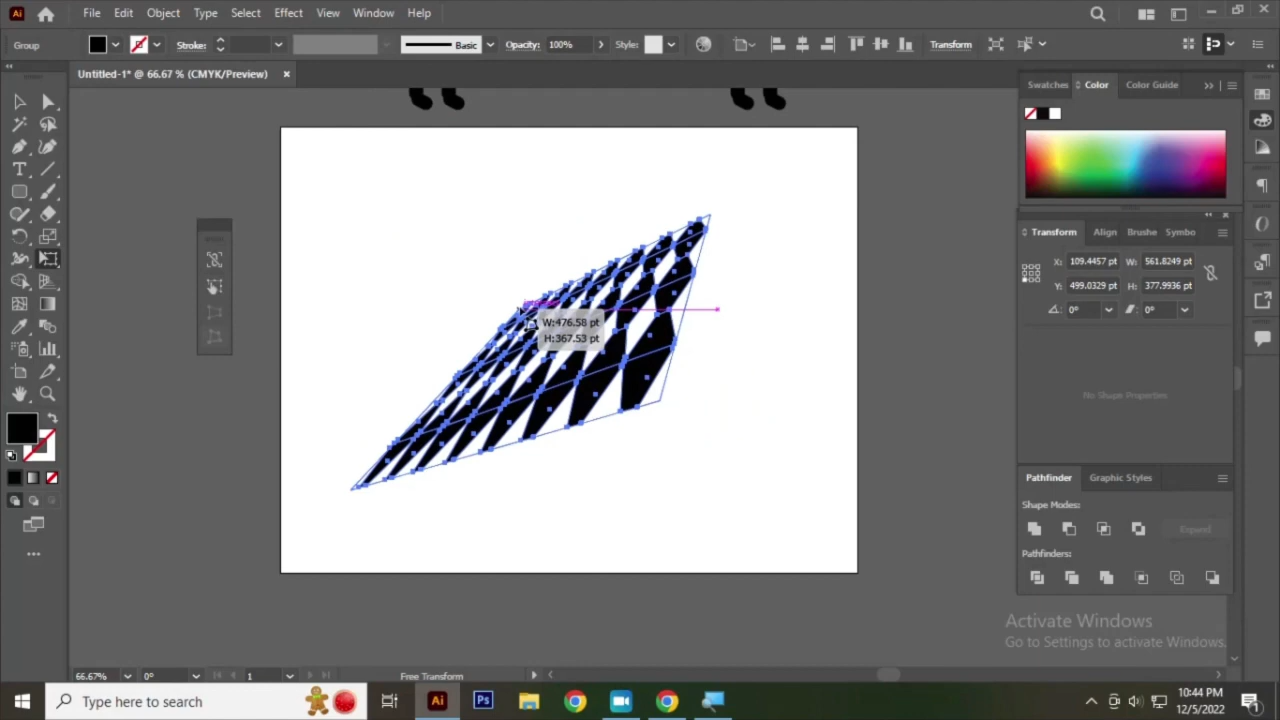 Ai File Edit Object Type Select Effect View Window Help
Group Stroke: Basic Opacity: 100% Style: Transform
Untitled-1* @ 66.67 % (CMYK/Preview)
Swatches Color Color Guide
W:476.58 pt
H:367.53 pt
Transform Align Brushe Symbo
X: 109.4457 pt W: 561.8249 pt
Y: 499.0329 pt H: 377.9936 pt
0° 0°
No Shape Properties
Pathfinder Graphic Styles
Shape Modes:
Expand
Pathfinders:
Activate Windows
Go to Settings to activate Windows.
66.67% 0° 1 Free Transform
Type here to search Ai Ps 10:44 PM
12/5/2022 1